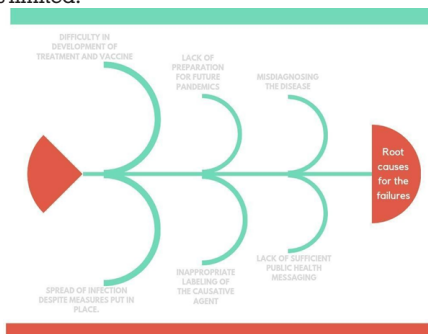 DIFFICULTY IN
DEVELOPMENT OF
TREATMENT AND VACCINE
LACK OF
PREPARATION
FOR FUTURE
PANDEMICS
MISDIAGNOSING
THE DISEASE
Root
causes
for the
failures
SPREAD OF INFECTION
DESPITE MEASURES PUT IN
PLACE.
INAPPROPRIATE
LABELING OF
THE CAUSATIVE
AGENT
LACK OF SUFFICIENT
PUBLIC HEALTH
MESSAGING